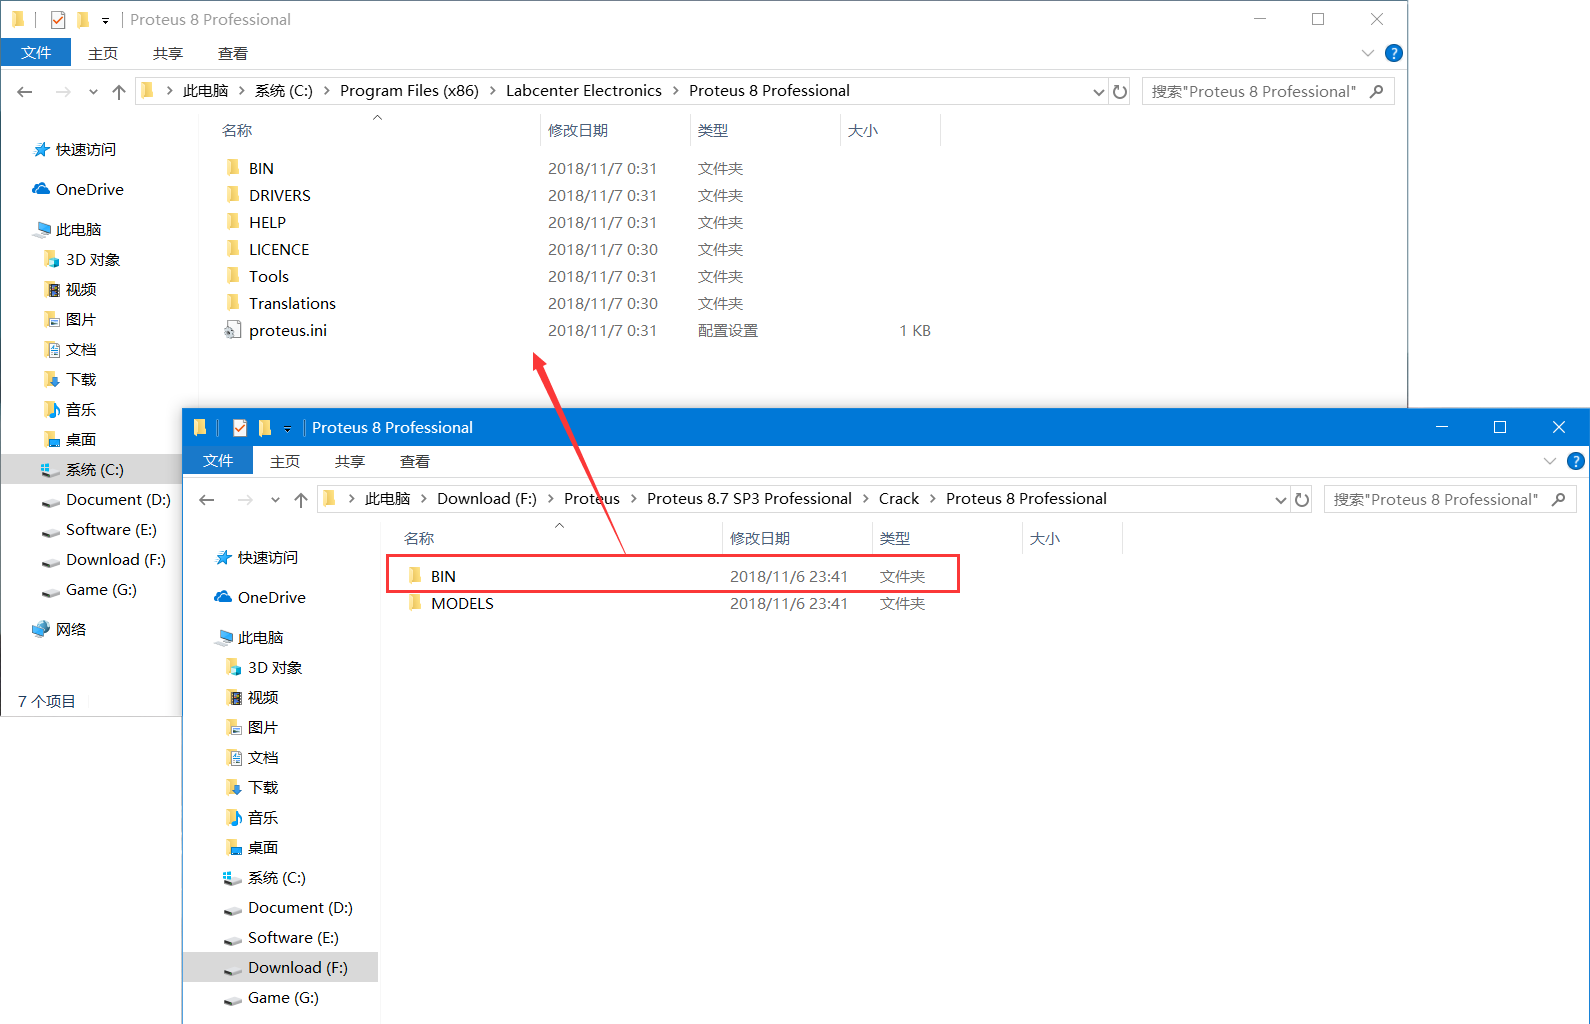 Proteus 8 Professional
文件 主页 共享 查看
此电脑 > 系统 (C:) > Program Files (x86) > Labcenter Electronics > Proteus 8 Professional
搜索"Proteus 8 Professional"
名称 修改日期 类型 大小
BIN 2018/11/7 0:31 文件夹
DRIVERS 2018/11/7 0:31 文件夹
HELP 2018/11/7 0:31 文件夹
LICENCE 2018/11/7 0:30 文件夹
Tools 2018/11/7 0:31 文件夹
Translations 2018/11/7 0:30 文件夹
proteus.ini 2018/11/7 0:31 配置设置 1 KB
快速访问
OneDrive
此电脑
3D 对象
视频
图片
文档
下载
音乐
桌面
系统 (C:)
Document (D:)
Software (E:)
Download (F:)
Game (G:)
网络
7 个项目
Proteus 8 Professional
文件 主页 共享 查看
此电脑 > Download (F:) > Proteus > Proteus 8.7 SP3 Professional > Crack > Proteus 8 Professional
搜索"Proteus 8 Professional"
名称 修改日期 类型 大小
BIN 2018/11/6 23:41 文件夹
MODELS 2018/11/6 23:41 文件夹
快速访问
OneDrive
此电脑
3D 对象
视频
图片
文档
下载
音乐
桌面
系统 (C:)
Document (D:)
Software (E:)
Download (F:)
Game (G:)